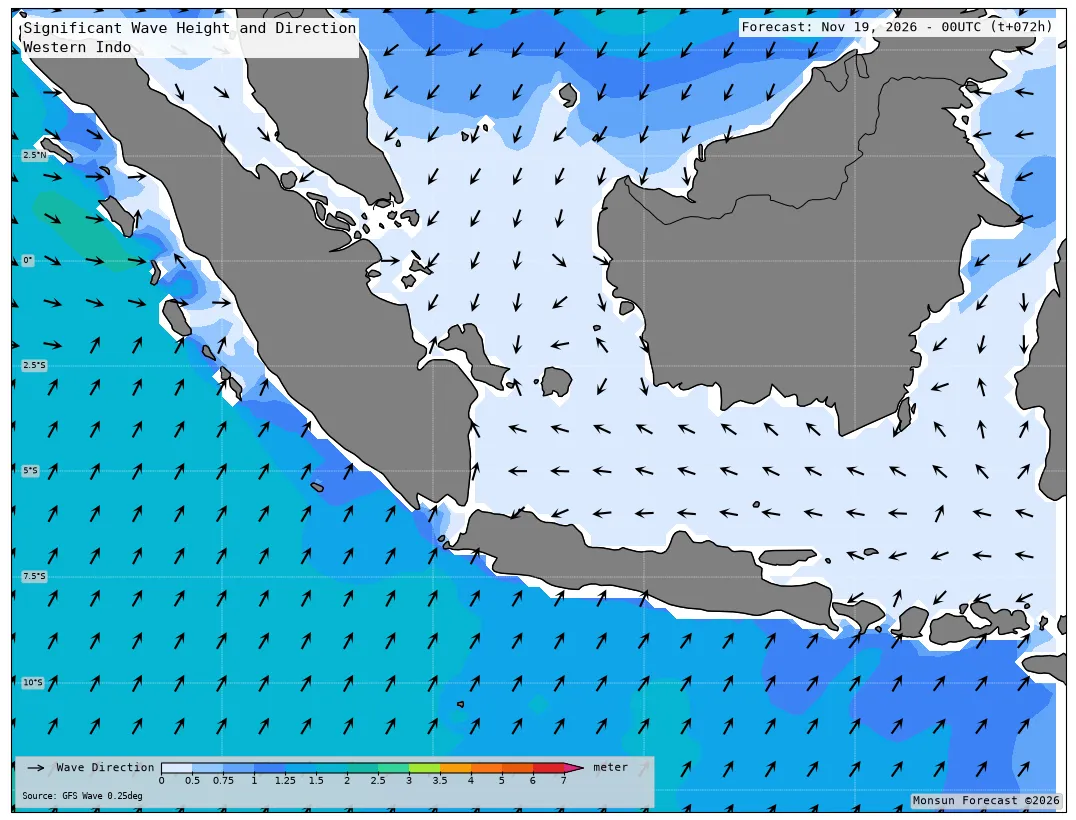 Significant Wave Height and Direction
Western Indo
Forecast: Nov 19, 2026 - 00UTC (t+072h)
2.5°N
0°
2.5°S
5°S
7.5°S
10°S
Wave Direction
0 0.5 0.75 1 1.25 1.5 2 2.5 3 3.5 4 5 6 7
meter
Source: GFS Wave 0.25deg
Monsun Forecast ©2026